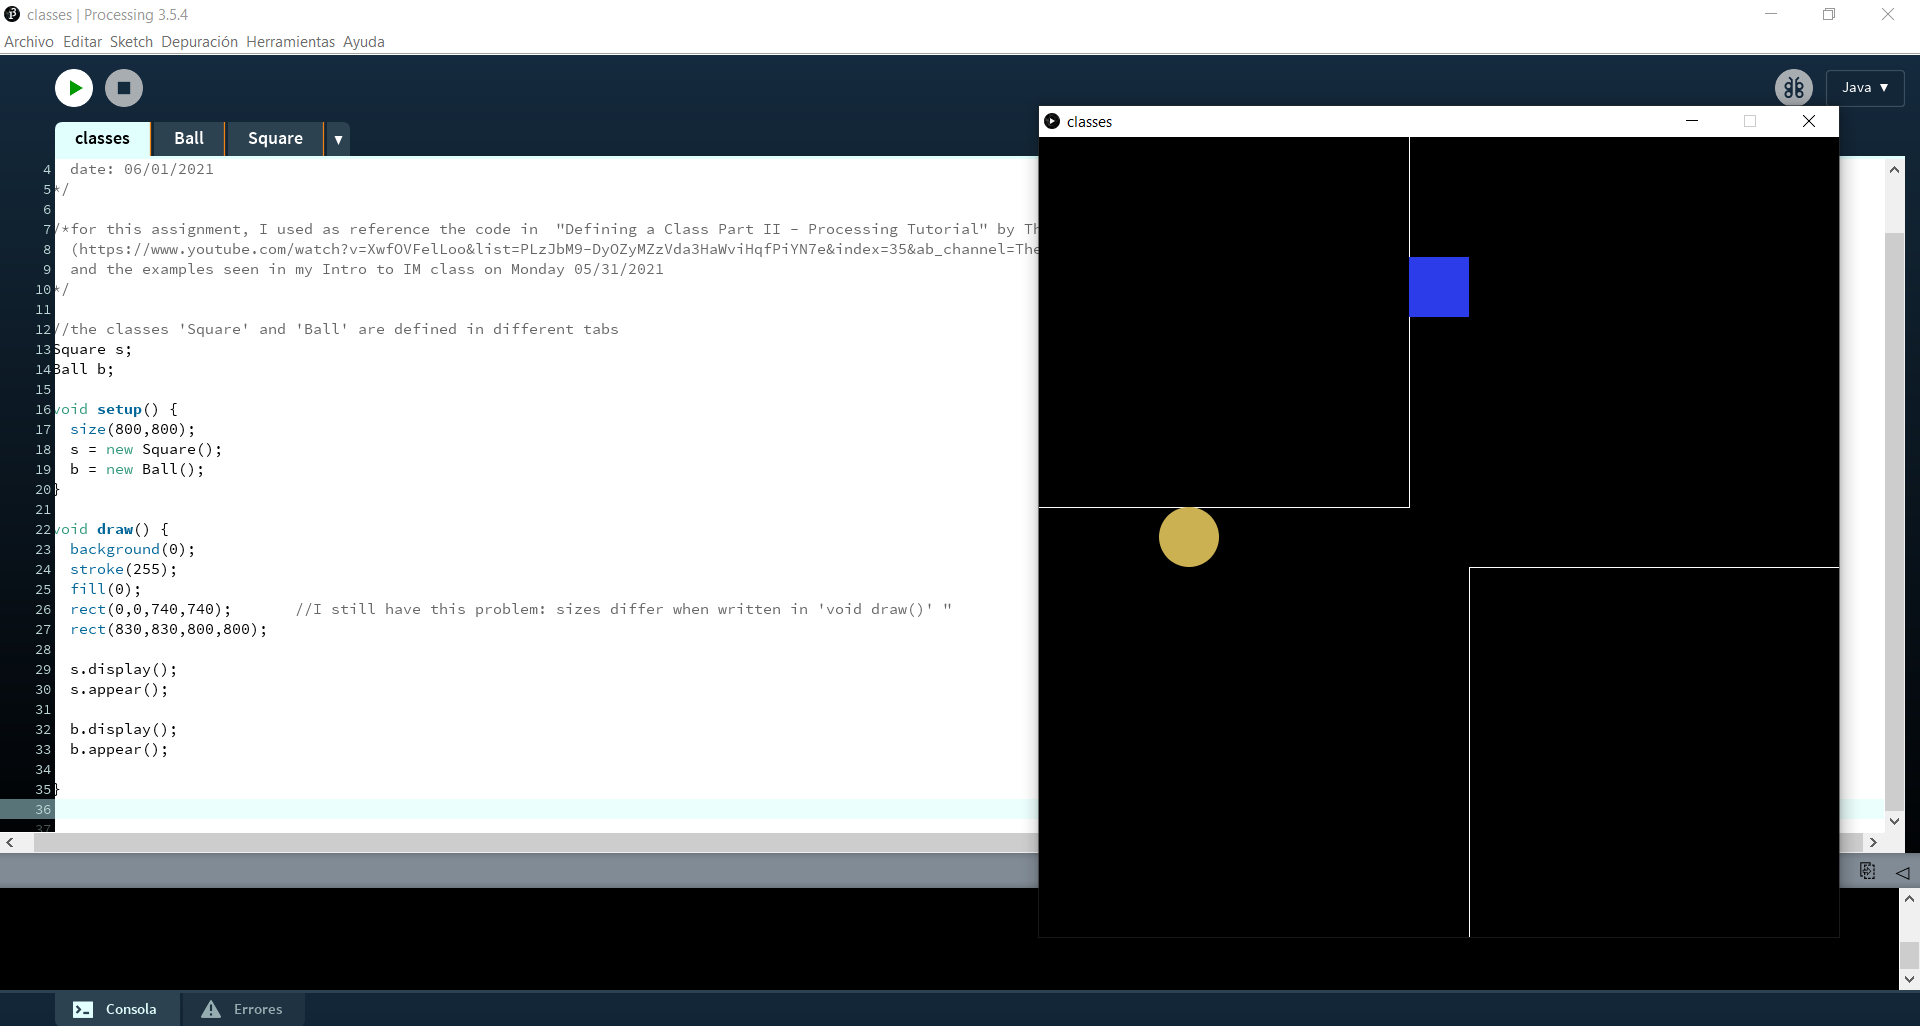 classes | Processing 3.5.4
Archivo Editar Sketch Depuración Herramientas Ayuda
Java
classes Ball Square
classes
4 date: 06/01/2021
5 */
6
7 /*for this assignment, I used as reference the code in "Defining a Class Part II - Processing Tutorial" by Th
8 (https://www.youtube.com/watch?v=XwfOVFelLoo&list=PLzJbM9-DyOZyMZzVda3HaWviHqfPiYN7e&index=35&ab_channel=The
9 and the examples seen in my Intro to IM class on Monday 05/31/2021
10 */
11
12 //the classes 'Square' and 'Ball' are defined in different tabs
13 Square s;
14 Ball b;
15
16 void setup() {
17 size(800,800);
18 s = new Square();
19 b = new Ball();
20 }
21
22 void draw() {
23 background(0);
24 stroke(255);
25 fill(0);
26 rect(0,0,740,740); //I still have this problem: sizes differ when written in 'void draw()' "
27 rect(830,830,800,800);
28
29 s.display();
30 s.appear();
31
32 b.display();
33 b.appear();
34
35 }
36
37
Consola Errores